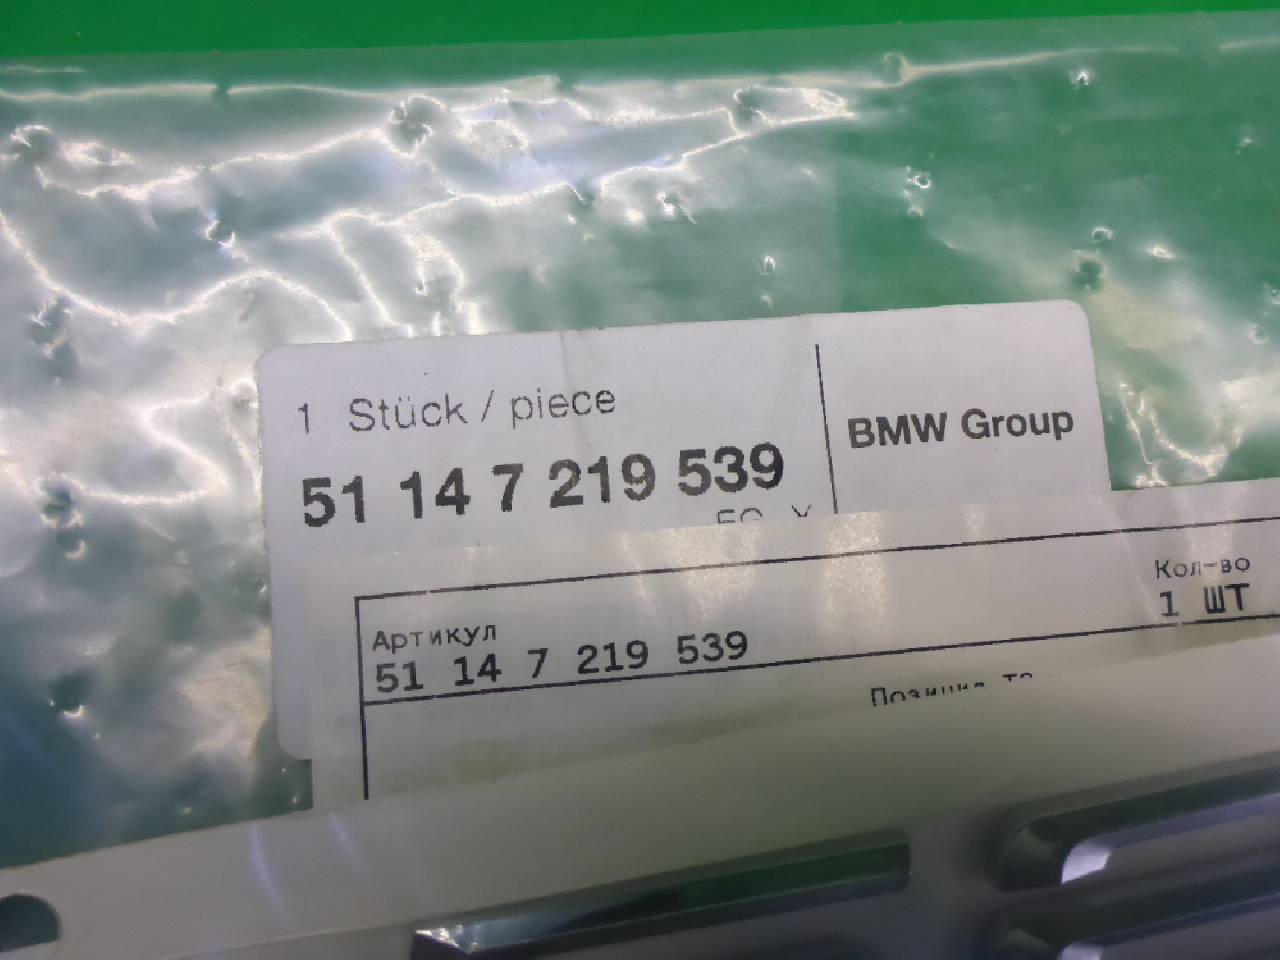 1 Stück / piece
BMW Group
51 14 7 219 539
Артикул
Кол-во
51 14 7 219 539
1 ШТ